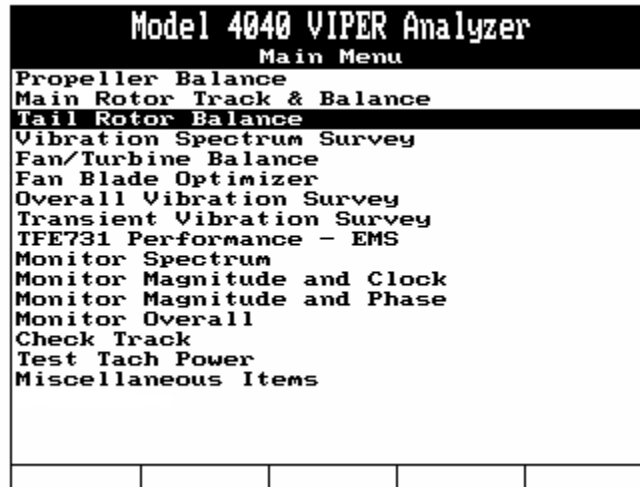 Model 4040 VIPER Analyzer
Main Menu
Propeller Balance
Main Rotor Track & Balance
Tail Rotor Balance
Vibration Spectrum Survey
Fan/Turbine Balance
Fan Blade Optimizer
Overall Vibration Survey
Transient Vibration Survey
TFE731 Performance - EMS
Monitor Spectrum
Monitor Magnitude and Clock
Monitor Magnitude and Phase
Monitor Overall
Check Track
Test Tach Power
Miscellaneous Items